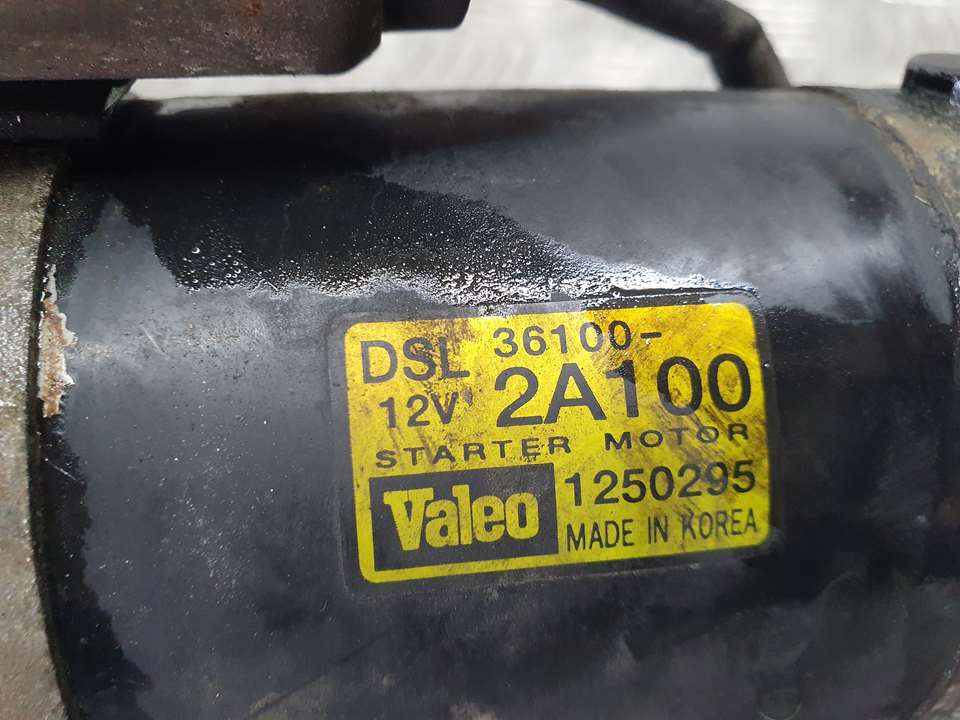 DSL 36100-
12V 2A100
STARTER MOTOR
Valeo 1250295
MADE IN KOREA